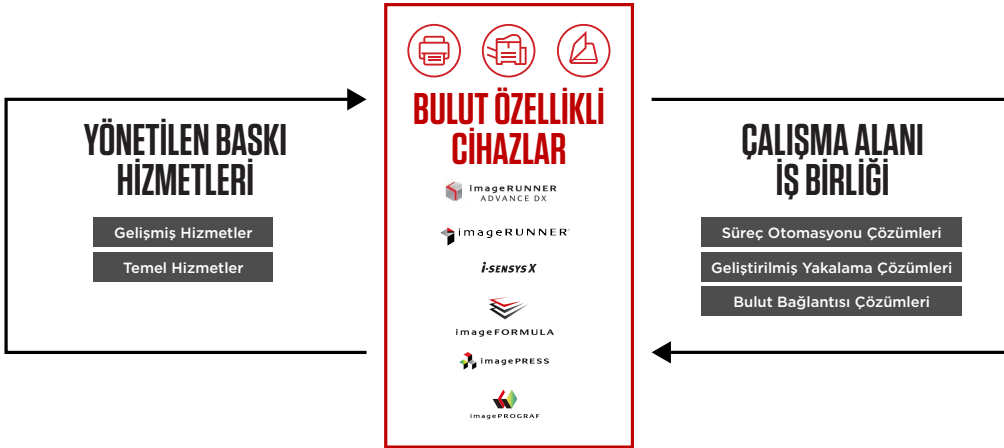 YÖNETİLEN BASKI
HİZMETLERİ
Gelişmiş Hizmetler
Temel Hizmetler
BULUT ÖZELLİKLİ
CİHAZLAR
imageRUNNER
ADVANCE DX
imageRUNNER
i-SENSYS X
imageFORMULA
imagePRESS
imagePROGRAF
ÇALIŞMA ALANI
İŞ BİRLİĞİ
Süreç Otomasyonu Çözümleri
Geliştirilmiş Yakalama Çözümleri
Bulut Bağlantısı Çözümleri